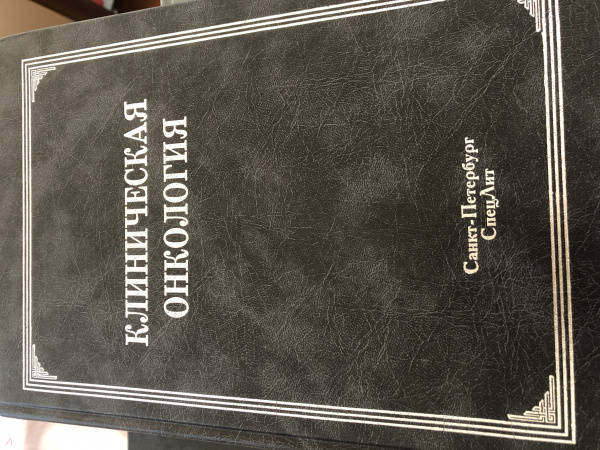 КЛИНИЧЕСКАЯ
ОНКОЛОГИЯ
Санкт-Петербург
СпецЛит